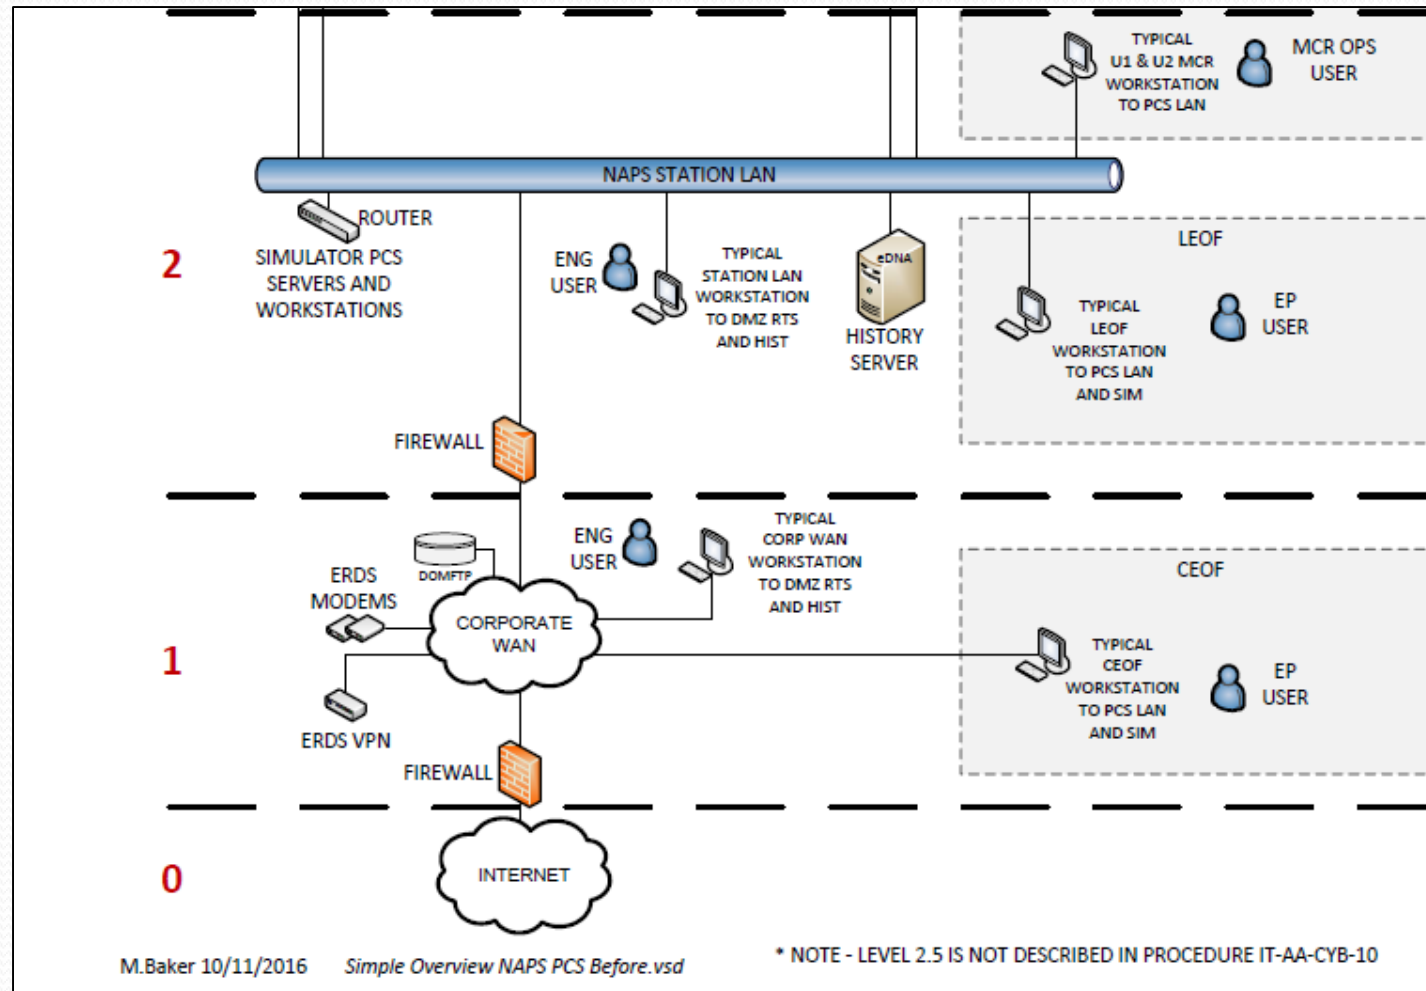 TYPICAL
U1 & U2 MCR
WORKSTATION
TO PCS LAN
MCR OPS
USER
NAPS STATION LAN
2
ROUTER
SIMULATOR PCS
SERVERS AND
WORKSTATIONS
ENG
USER
TYPICAL
STATION LAN
WORKSTATION
TO DMZ RTS
AND HIST
eDNA
HISTORY
SERVER
LEOF
TYPICAL
LEOF
WORKSTATION
TO PCS LAN
AND SIM
EP
USER
FIREWALL
1
DOMFTP
ERDS
MODEMS
ENG
USER
TYPICAL
CORP WAN
WORKSTATION
TO DMZ RTS
AND HIST
CORPORATE
WAN
ERDS VPN
CEOF
TYPICAL
CEOF
WORKSTATION
TO PCS LAN
AND SIM
EP
USER
FIREWALL
0
INTERNET
M.Baker 10/11/2016
Simple Overview NAPS PCS Before.vsd
* NOTE - LEVEL 2.5 IS NOT DESCRIBED IN PROCEDURE IT-AA-CYB-10